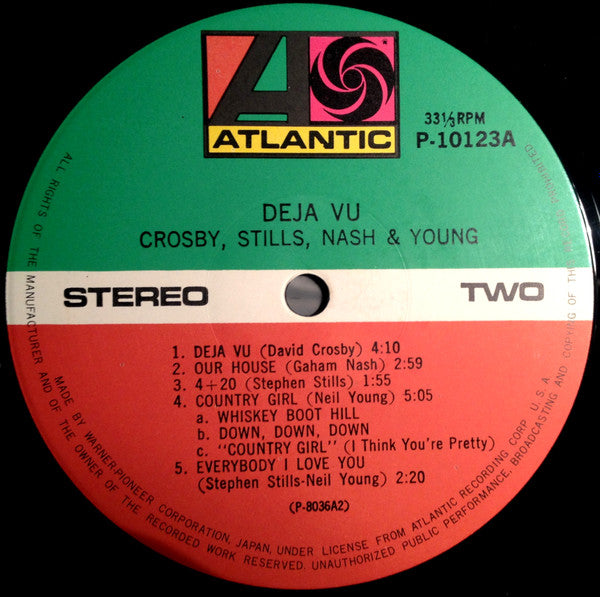 ATLANTIC
33⅓RPM
P-10123A
DEJA VU
CROSBY, STILLS, NASH & YOUNG
STEREO
TWO
1. DEJA VU (David Crosby) 4:10
2. OUR HOUSE (Gaham Nash) 2:59
3. 4+20 (Stephen Stills) 1:55
4. COUNTRY GIRL (Neil Young) 5:05
a. WHISKEY BOOT HILL
b. DOWN, DOWN, DOWN
c. "COUNTRY GIRL" (I Think You're Pretty)
5. EVERYBODY I LOVE YOU
(Stephen Stills-Neil Young) 2:20
(P-8036A2)
MADE BY WARNER-PIONEER CORPORATION, JAPAN, UNDER LICENSE FROM ATLANTIC RECORDING CORP. U.S.A.
ALL RIGHTS OF THE MANUFACTURER AND OF THE OWNER OF THE RECORDED WORK RESERVED. UNAUTHORIZED PUBLIC PERFORMANCE, BROADCASTING AND COPYING OF THIS PROHIBITED